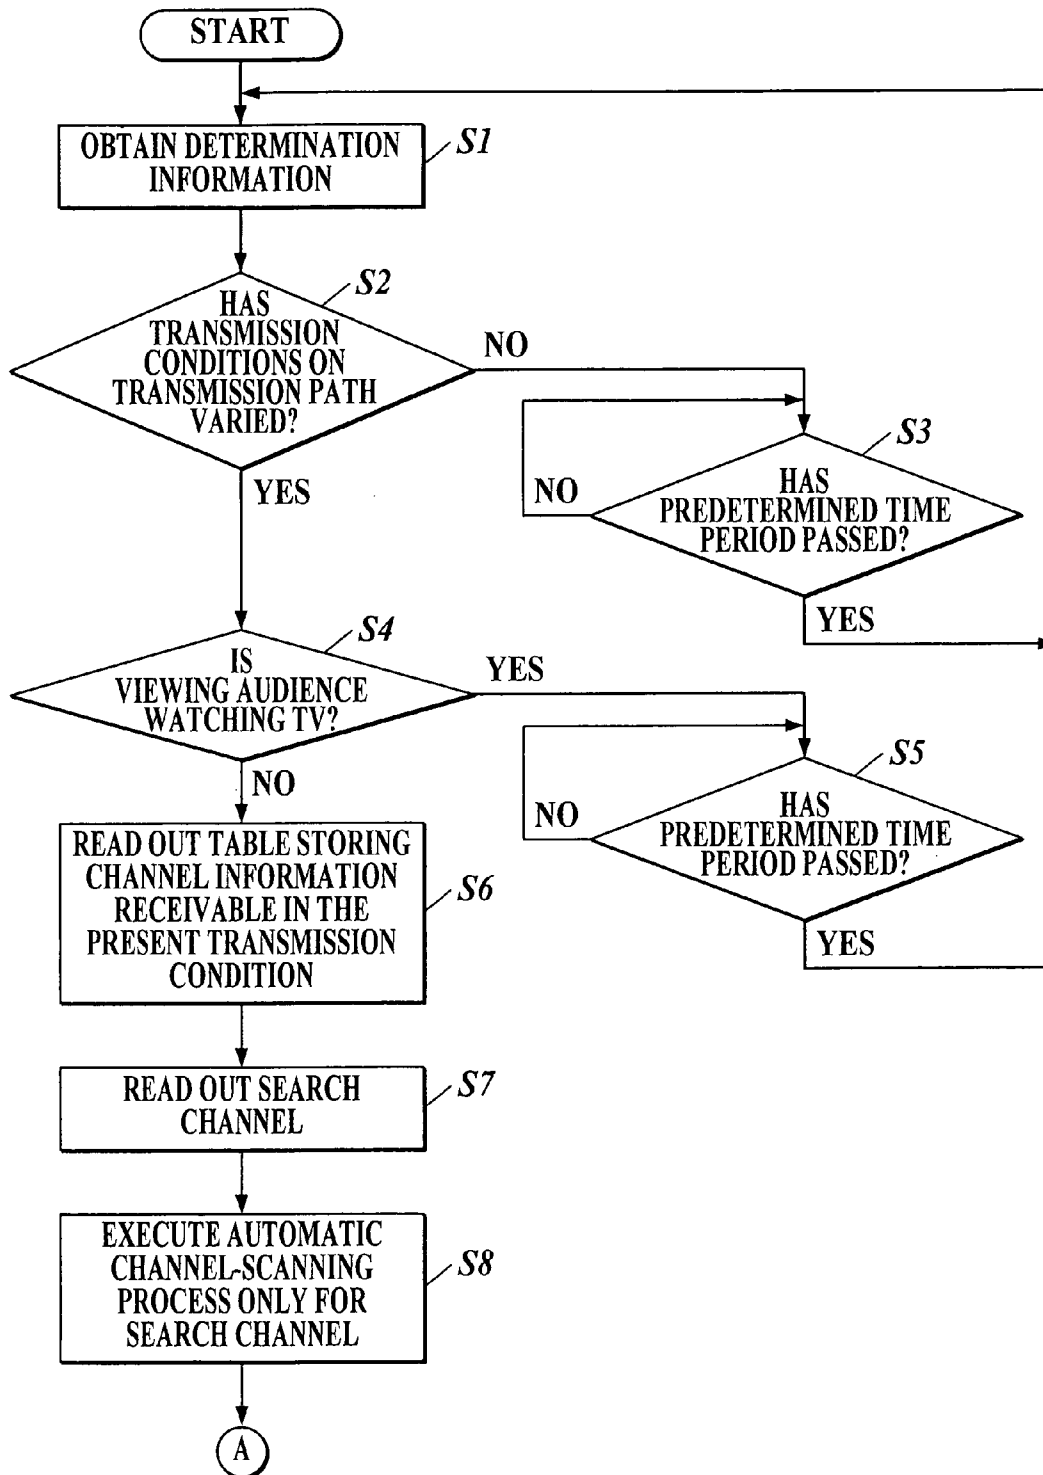 START
OBTAIN DETERMINATION
INFORMATION
S1
HAS
TRANSMISSION
CONDITIONS ON
TRANSMISSION PATH
VARIED?
S2
NO
YES
HAS
PREDETERMINED TIME
PERIOD PASSED?
S3
NO
YES
IS
VIEWING AUDIENCE
WATCHING TV?
S4
YES
NO
HAS
PREDETERMINED TIME
PERIOD PASSED?
S5
NO
YES
READ OUT TABLE STORING
CHANNEL INFORMATION
RECEIVABLE IN THE
PRESENT TRANSMISSION
CONDITION
S6
READ OUT SEARCH
CHANNEL
S7
EXECUTE AUTOMATIC
CHANNEL-SCANNING
PROCESS ONLY FOR
SEARCH CHANNEL
S8
A